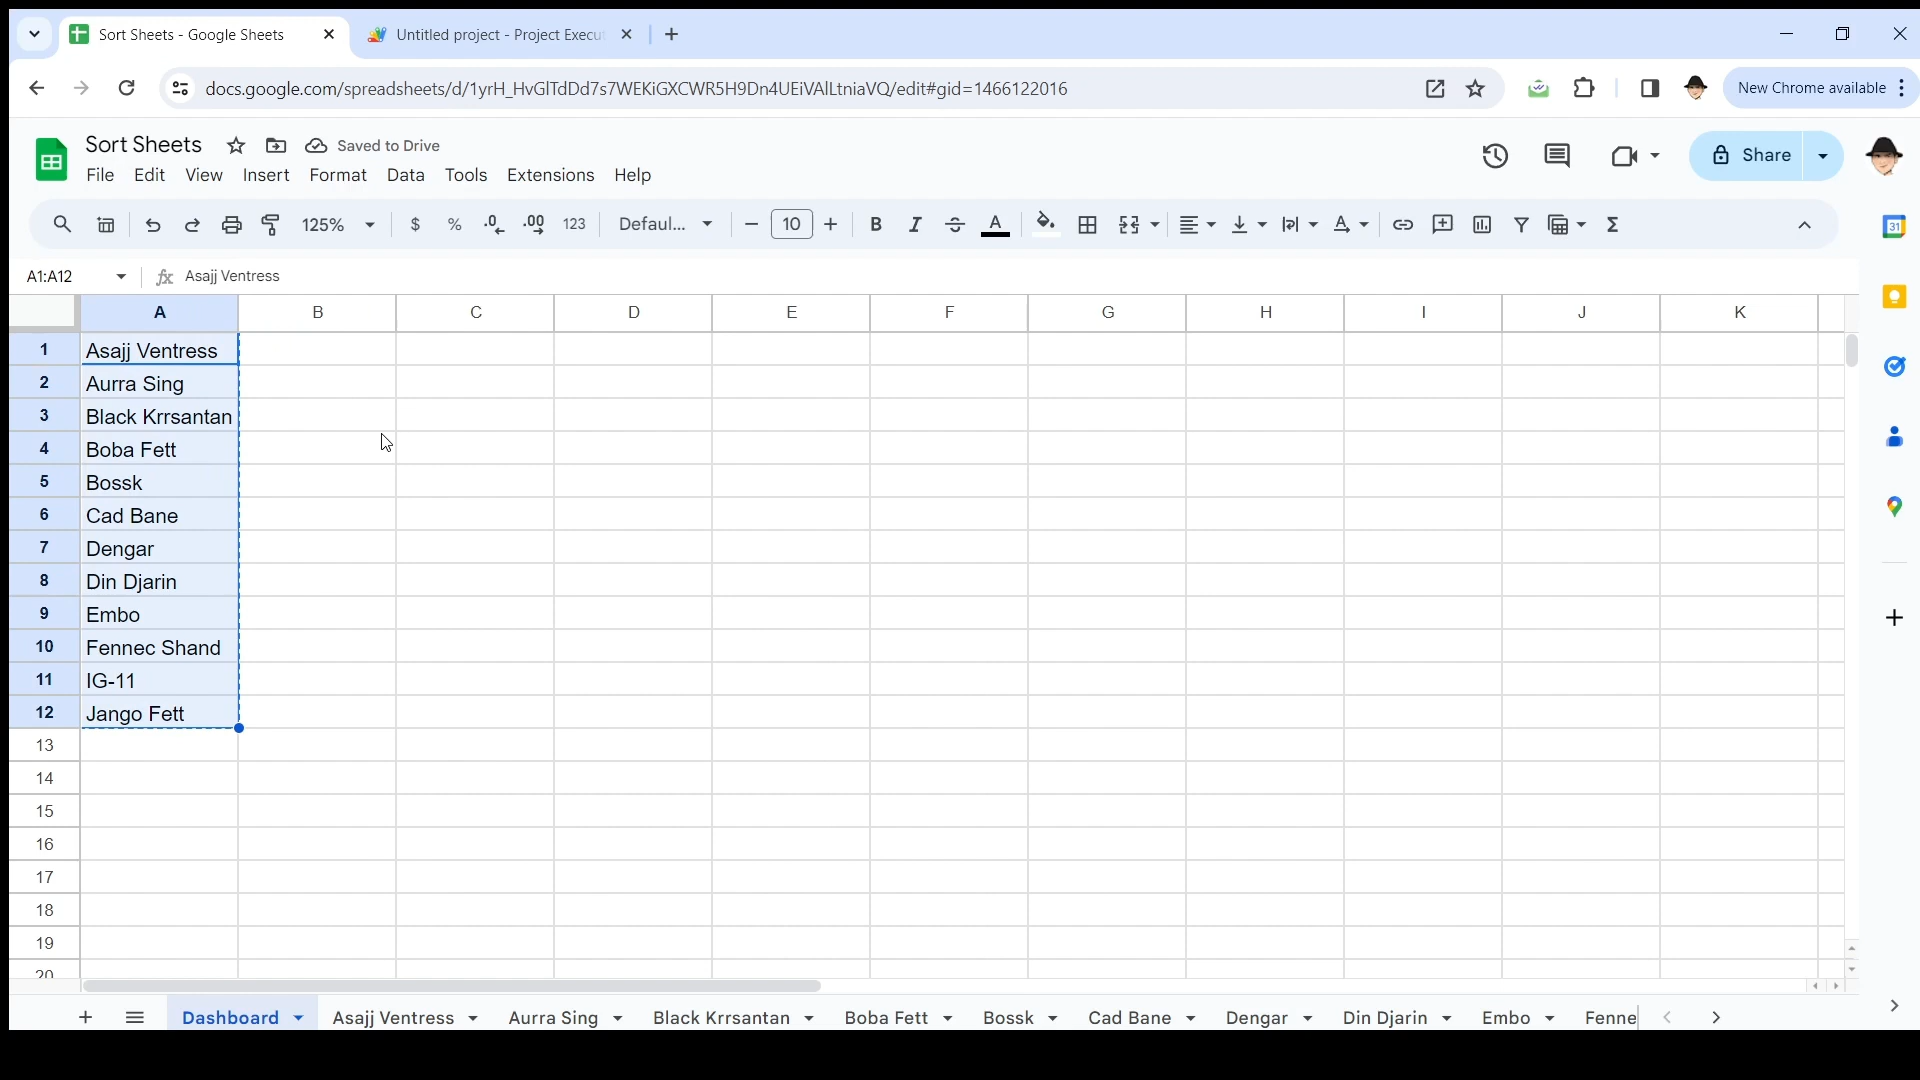 Sort Sheets - Google Sheets
Untitled project - Project Execu
docs.google.com/spreadsheets/d/1yrH_HvGlTdDd7s7WEKiGXCWR5H9Dn4UEiVAlLtniaVQ/edit#gid=1466122016
New Chrome available
Sort Sheets
Saved to Drive
File Edit View Insert Format Data Tools Extensions Help
Share
125%
$ % .0 .00 123
Defaul...
10
B I A
31
A1:A12
fx Asajj Ventress
A B C D E F G H I J K
1 Asajj Ventress
2 Aurra Sing
3 Black Krrsantan
4 Boba Fett
5 Bossk
6 Cad Bane
7 Dengar
8 Din Djarin
9 Embo
10 Fennec Shand
11 IG-11
12 Jango Fett
13
14
15
16
17
18
19
20
Dashboard Asajj Ventress Aurra Sing Black Krrsantan Boba Fett Bossk Cad Bane Dengar Din Djarin Embo Fenne